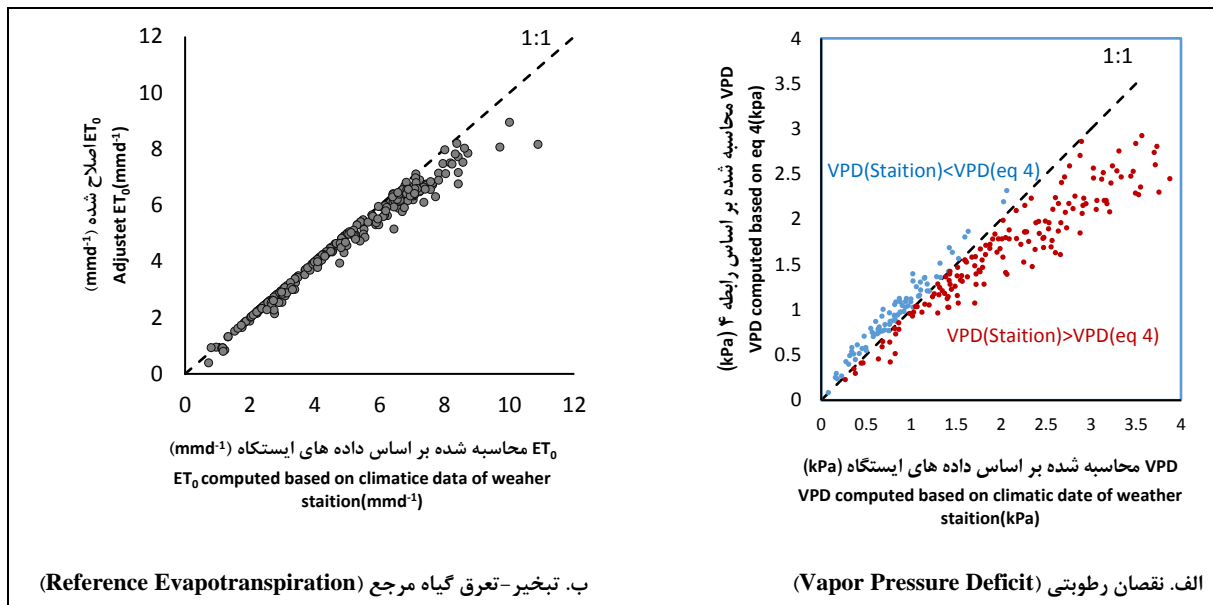 12
10
8
6
4
2
0
1:1
ET0 اصلاح شده (mmd-1)
Adjustet ET0(mmd-1)
0 2 4 6 8 10 12
ET0 محاسبه شده بر اساس داده های ایستکاه (mmd-1)
ET0 computed based on climatice data of weaher
staition(mmd-1)
ب. تبخیر-تعرق گیاه مرجع (Reference Evapotranspiration)
4
3.5
3
2.5
2
1.5
1
0.5
0
1:1
VPD(Staition)<VPD(eq 4)
VPD(Staition)>VPD(eq 4)
VPD محاسبه شده بر اساس رابطه ۴ (kPa)
VPD computed based on eq 4(kpa)
0 0.5 1 1.5 2 2.5 3 3.5 4
VPD محاسبه شده بر اساس داده های ایستگاه (kPa)
VPD computed based on climatic date of weather
staition(kPa)
الف. نقصان رطوبتی (Vapor Pressure Deficit)